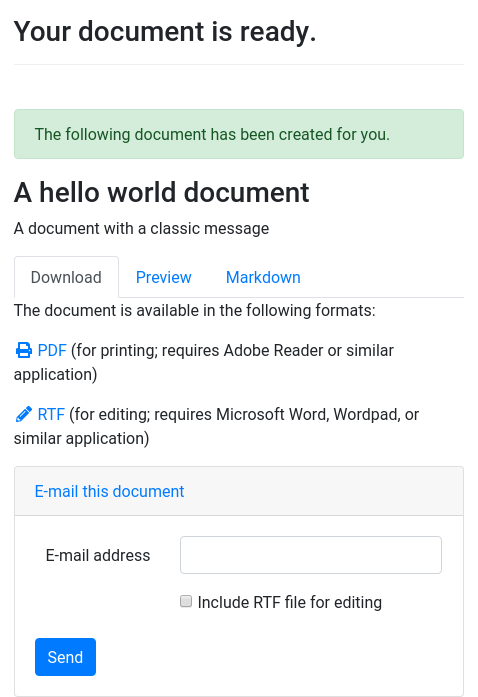 Your document is ready.
The following document has been created for you.
A hello world document
A document with a classic message
Download Preview Markdown
The document is available in the following formats:
PDF (for printing; requires Adobe Reader or similar
application)
RTF (for editing; requires Microsoft Word, Wordpad, or
similar application)
E-mail this document
E-mail address
Include RTF file for editing
Send